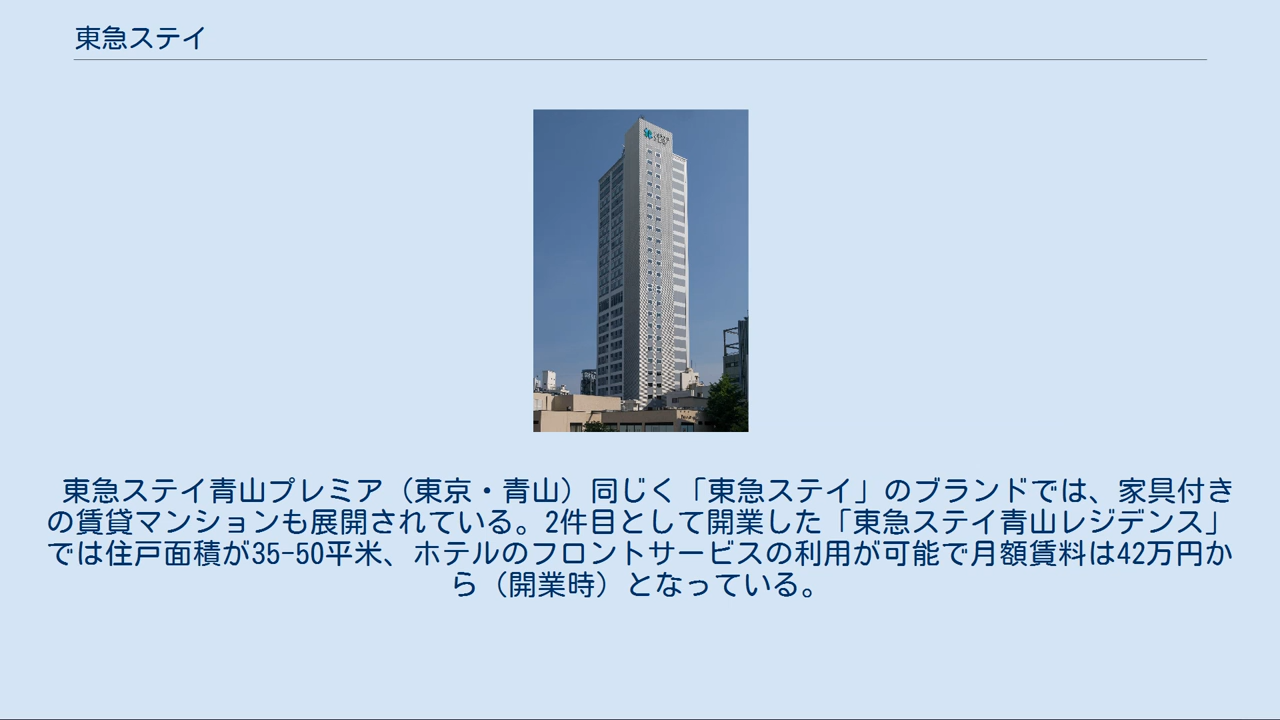 東急ステイ
東急ステイ青山プレミア（東京・青山）同じく「東急ステイ」のブランドでは、家具付き
の賃貸マンションも展開されている。2件目として開業した「東急ステイ青山レジデンス」
では住戸面積が35-50平米、ホテルのフロントサービスの利用が可能で月額賃料は42万円か
ら（開業時）となっている。